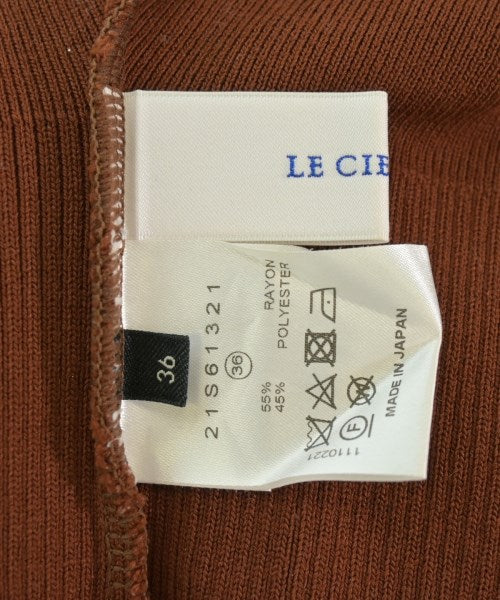 LE CIE
36
21S61321
36
RAYON 55%
POLYESTER 45%
F
MADE IN JAPAN
1110221